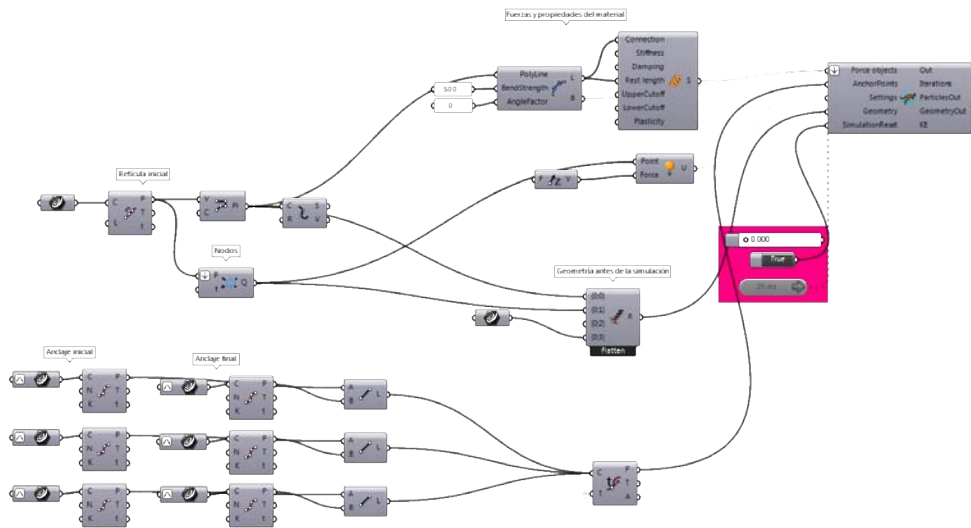 Fuerzas y propiedades del material
Connection
Stiffness
Damping
Rest length S
UpperCutoff
LowerCutoff
Plasticity
PolyLine L
BendStrength
AngleFactor B
0
Force objects Out
AnchorPoints Iterations
Settings ParticlesOut
Geometry GeometryOut
SimulationReset KE
Point U
Force
F V
Retícula inicial
C P
T
L t
V Pl
C
C S
R V
Nodos
P Q
t
0.000
True
20 ms
Geometría antes de la simulación
{0;0}
{0;1} R
{0;2}
{0;3}
Flatten
Anclaje inicial
Anclaje final
C P
N T
K t
C P
N T
K t
A L
B
C P
N T
K t
C P
N T
K t
A L
B
C P
N T
K t
C P
N T
K t
A L
B
C P
T
t A